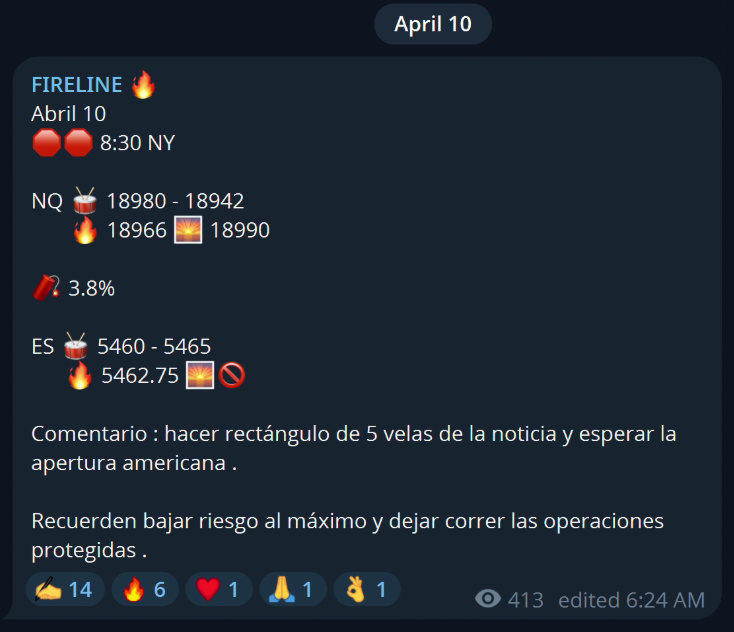 April 10
FIRELINE 🔥
Abril 10
🛑🛑 8:30 NY
NQ 🥁 18980 - 18942
🔥 18966 🌅 18990
🧨 3.8%
ES 🥁 5460 - 5465
🔥 5462.75 🌅🚫
Comentario : hacer rectángulo de 5 velas de la noticia y esperar la
apertura americana .
Recuerden bajar riesgo al máximo y dejar correr las operaciones
protegidas .
✍️ 14 🔥 6 ❤️ 1 🙏 1 👌 1 413 edited 6:24 AM